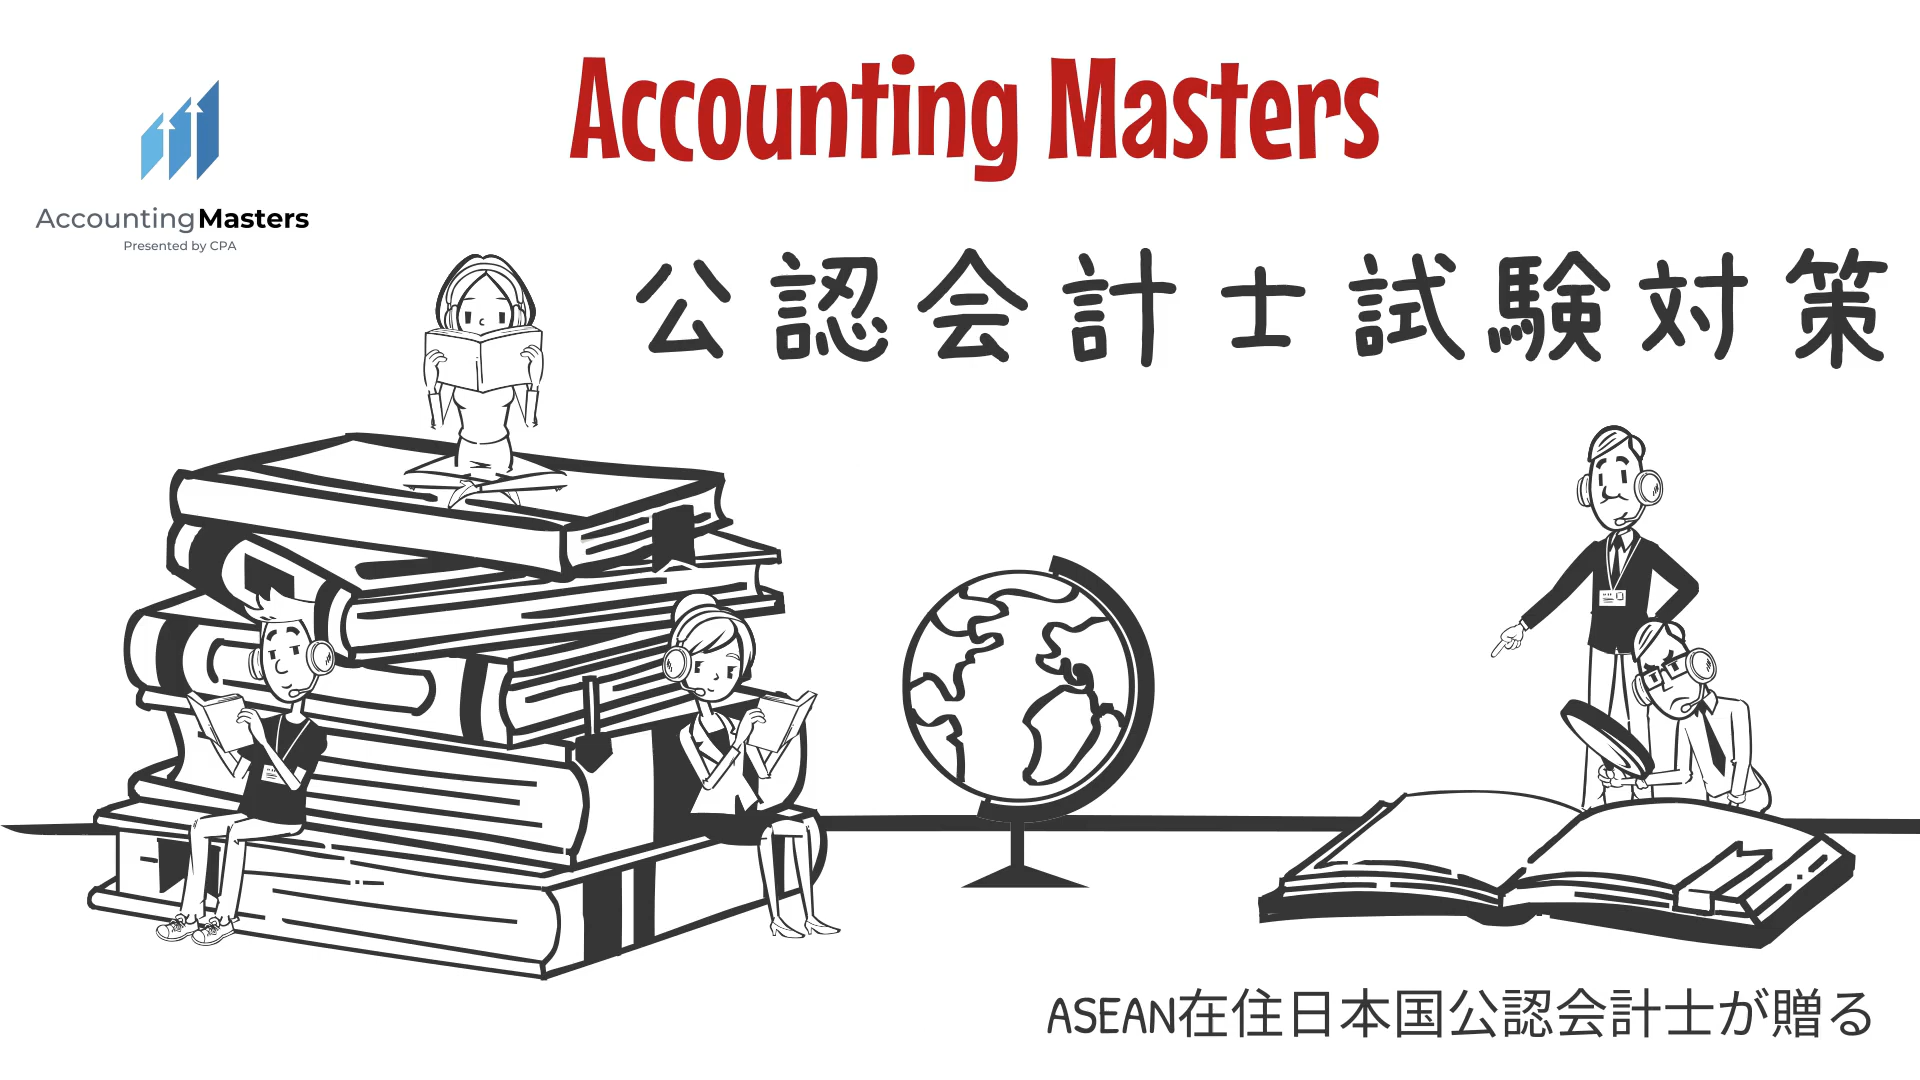 Accounting Masters
AccountingMasters
Presented by CPA
公認会計士試験対策
ASEAN在住日本国公認会計士が贈る